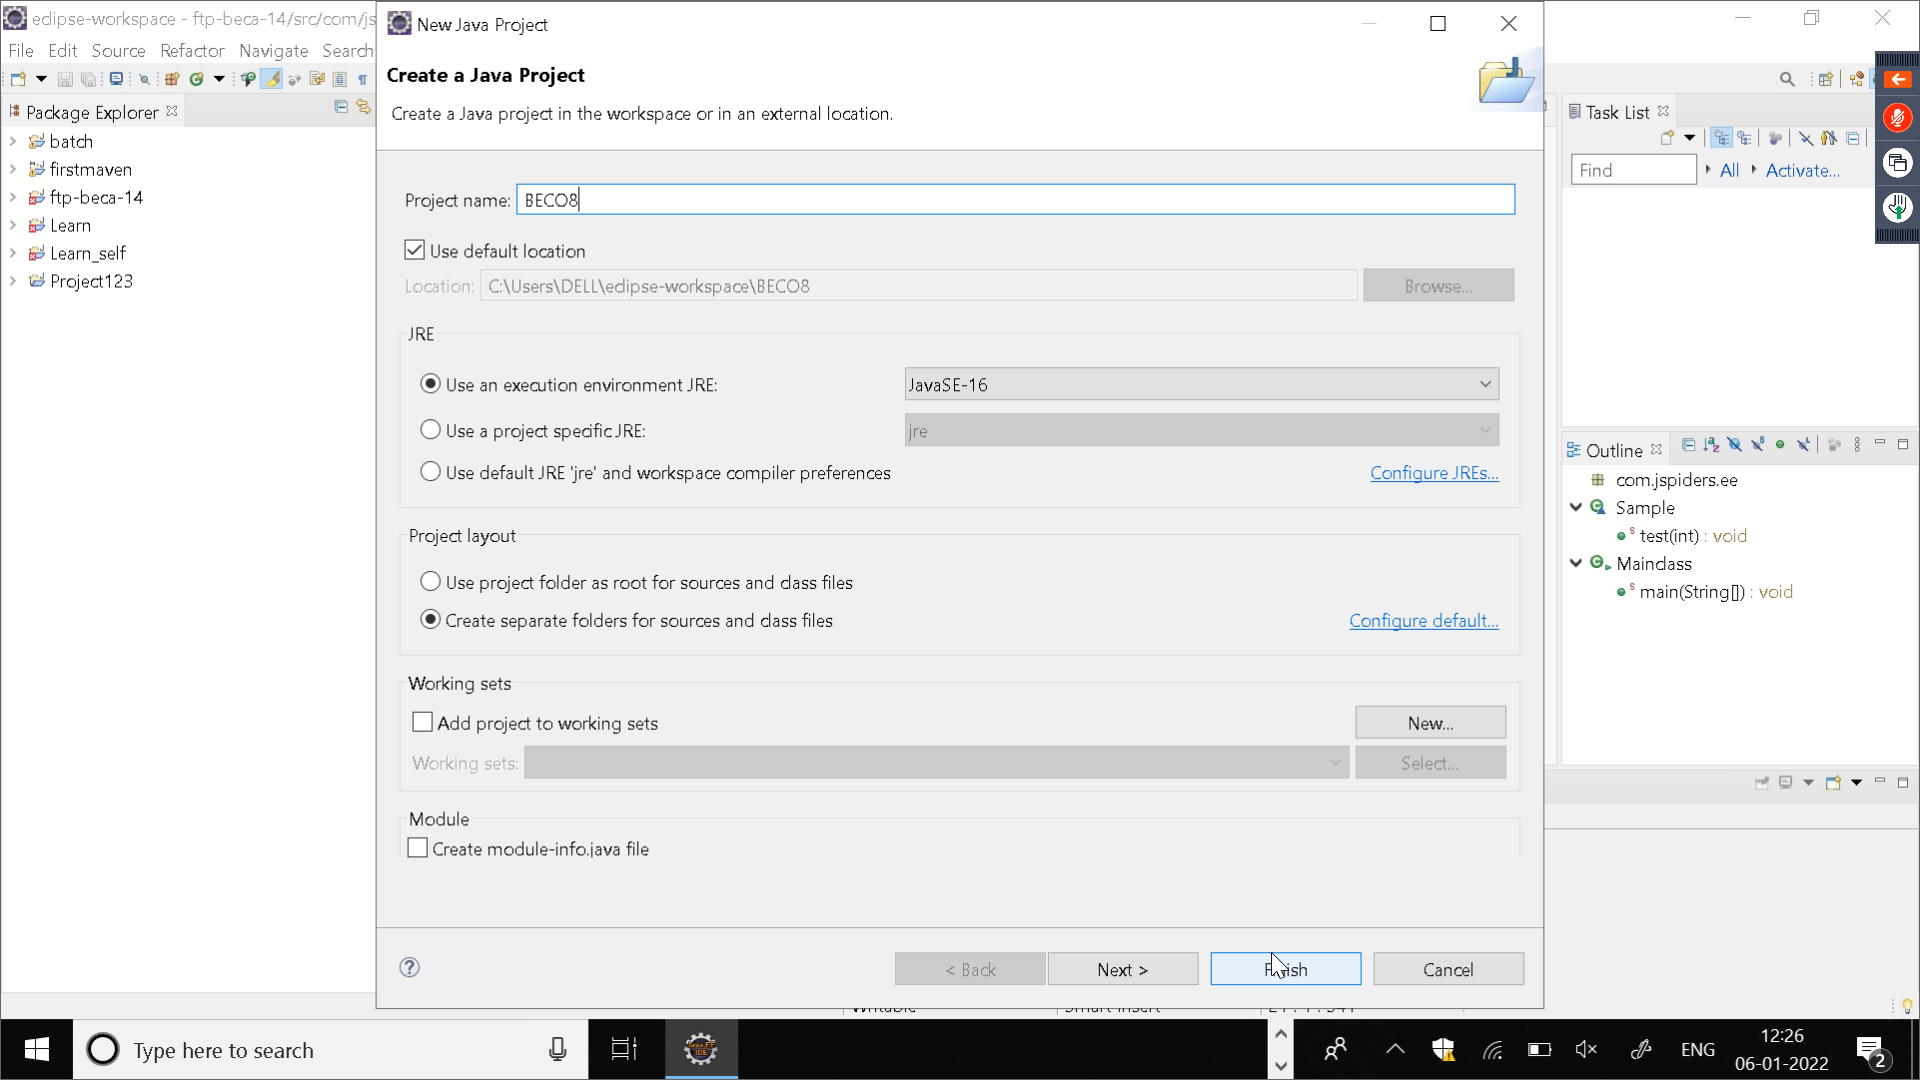 eclipse-workspace - ftp-beca-14/src/com/js
New Java Project
File Edit Source Refactor Navigate Search
Create a Java Project
Create a Java project in the workspace or in an external location.
Package Explorer
batch
firstmaven
ftp-beca-14
Learn
Learn_self
Project123
Project name: BECO8
Use default location
Location: C:\Users\DELL\eclipse-workspace\BECO8
Browse...
JRE
Use an execution environment JRE:
JavaSE-16
Use a project specific JRE:
jre
Use default JRE 'jre' and workspace compiler preferences
Configure JREs...
Project layout
Use project folder as root for sources and class files
Create separate folders for sources and class files
Configure default...
Working sets
Add project to working sets
New...
Working sets:
Select...
Module
Create module-info.java file
< Back
Next >
Finish
Cancel
Task List
Find
All
Activate...
Outline
com.jspiders.ee
Sample
test(int) : void
Mainclass
main(String[]) : void
Type here to search
ENG
12:26
06-01-2022
2